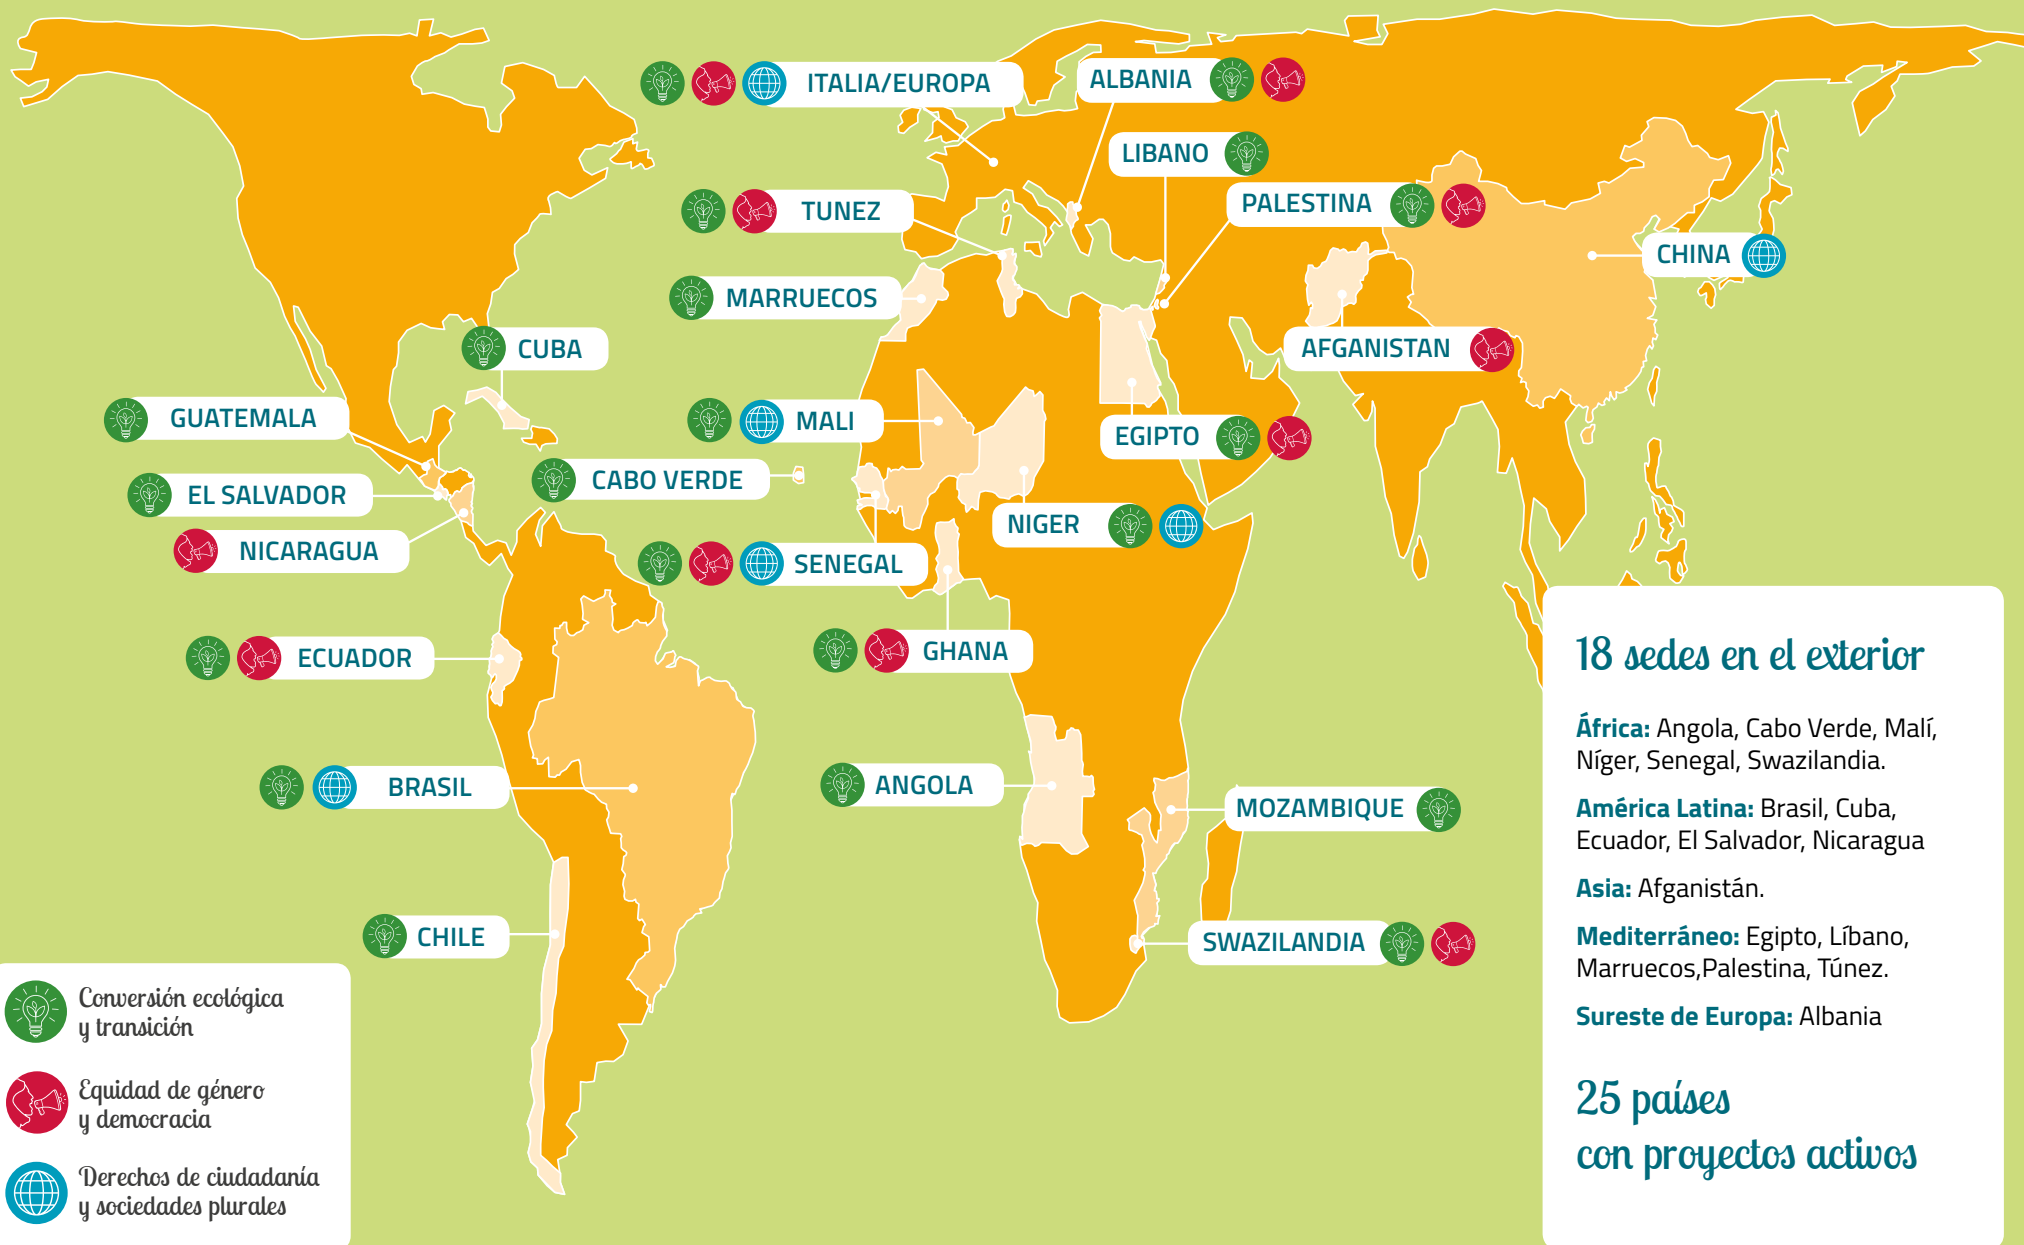 ITALIA/EUROPA
ALBANIA
LIBANO
TUNEZ
PALESTINA
CHINA
MARRUECOS
CUBA
AFGANISTAN
GUATEMALA
MALI
EGIPTO
CABO VERDE
EL SALVADOR
NIGER
NICARAGUA
SENEGAL
ECUADOR
GHANA
BRASIL
ANGOLA
MOZAMBIQUE
CHILE
SWAZILANDIA
Conversión ecológica
y transición
Equidad de género
y democracia
Derechos de ciudadanía
y sociedades plurales
18 sedes en el exterior
África: Angola, Cabo Verde, Malí,
Níger, Senegal, Swazilandia.
América Latina: Brasil, Cuba,
Ecuador, El Salvador, Nicaragua
Asia: Afganistán.
Mediterráneo: Egipto, Líbano,
Marruecos,Palestina, Túnez.
Sureste de Europa: Albania
25 países
con proyectos activos